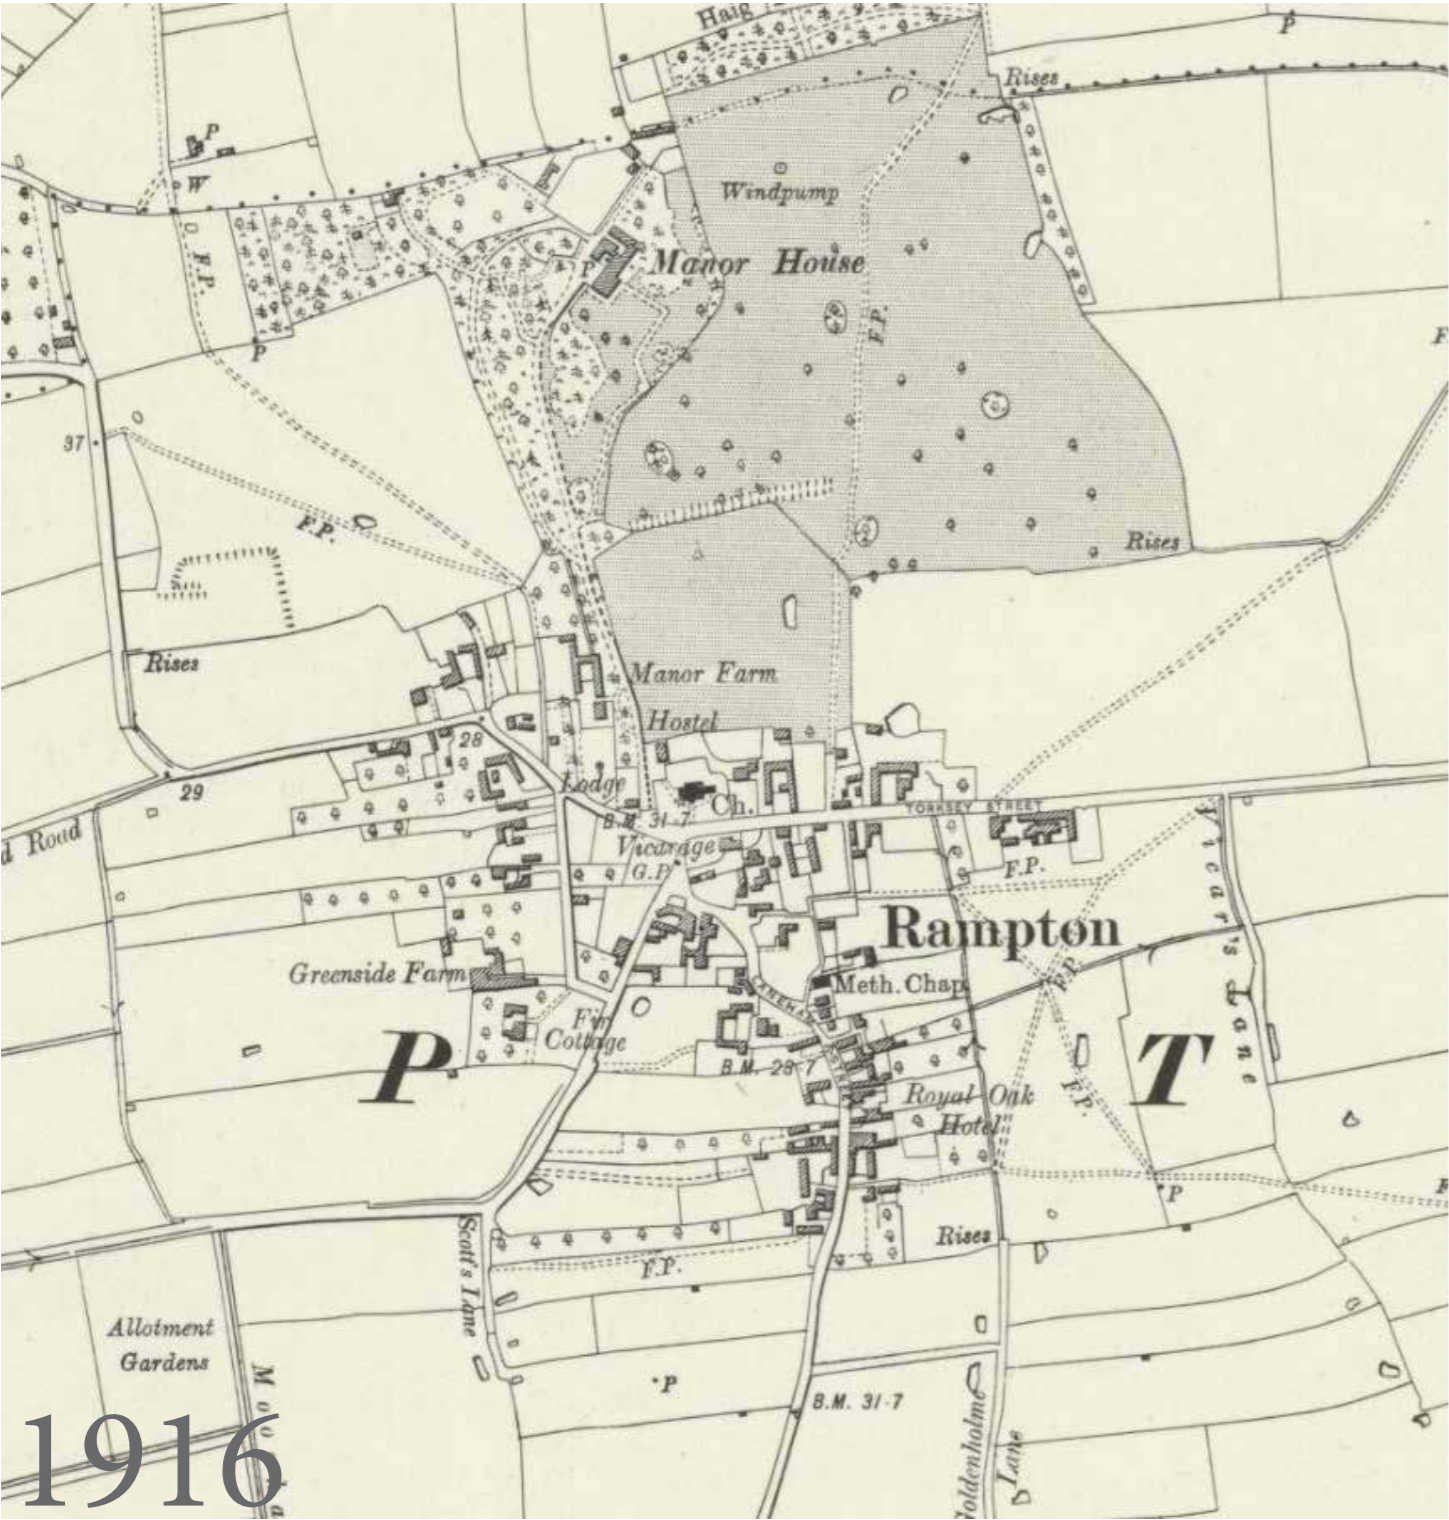 Haig
P
Rises
P
W
Windpump
F.P.
P
Manor House
F.P.
P
F.
37
F.P.
Rises
Rises
Manor Farm
Hostel
28
29
Lodge
Ch.
TORKSEY STREET
B.M. 31·7
d Road
Vicarage
G.P.
F.P.
Vicar's Lane
Rampton
F.P.
Greenside Farm
Meth. Chap.
LANEHAM
Fir
Cottage
P
T
B.M. 28·7
F.P.
Royal Oak
Hotel
P
F
Scott's Lane
Rises
F.P.
Allotment
Gardens
P
B.M. 31·7
Goldenholme
Lane
1916